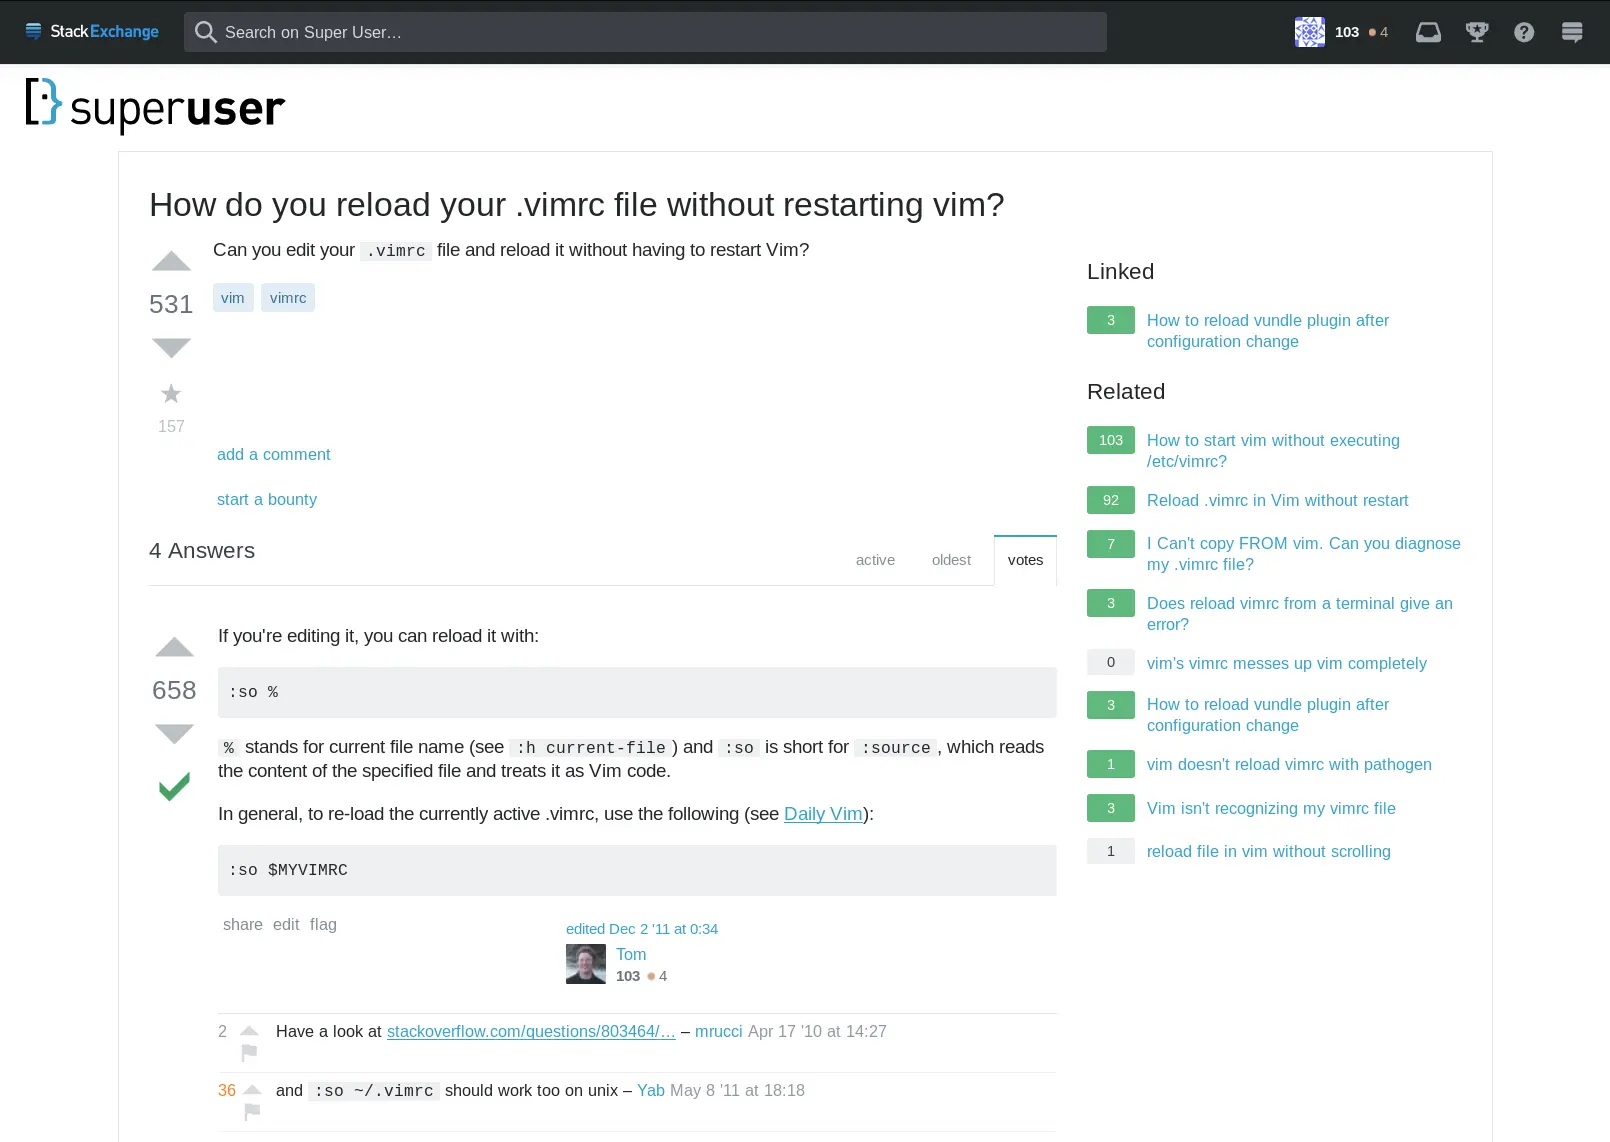 StackExchange
Search on Super User…
103 4
superuser
How do you reload your .vimrc file without restarting vim?
Can you edit your .vimrc file and reload it without having to restart Vim?
531
vim vimrc
157
add a comment
start a bounty
4 Answers
active oldest votes
If you're editing it, you can reload it with:
658
:so %
% stands for current file name (see :h current-file ) and :so is short for :source , which reads
the content of the specified file and treats it as Vim code.
In general, to re-load the currently active .vimrc, use the following (see Daily Vim):
:so $MYVIMRC
share edit flag
edited Dec 2 '11 at 0:34
Tom
103 4
2 Have a look at stackoverflow.com/questions/803464/… – mrucci Apr 17 '10 at 14:27
36 and :so ~/.vimrc should work too on unix – Yab May 8 '11 at 18:18
Linked
3 How to reload vundle plugin after
configuration change
Related
103 How to start vim without executing
/etc/vimrc?
92 Reload .vimrc in Vim without restart
7 I Can't copy FROM vim. Can you diagnose
my .vimrc file?
3 Does reload vimrc from a terminal give an
error?
0 vim's vimrc messes up vim completely
3 How to reload vundle plugin after
configuration change
1 vim doesn't reload vimrc with pathogen
3 Vim isn't recognizing my vimrc file
1 reload file in vim without scrolling